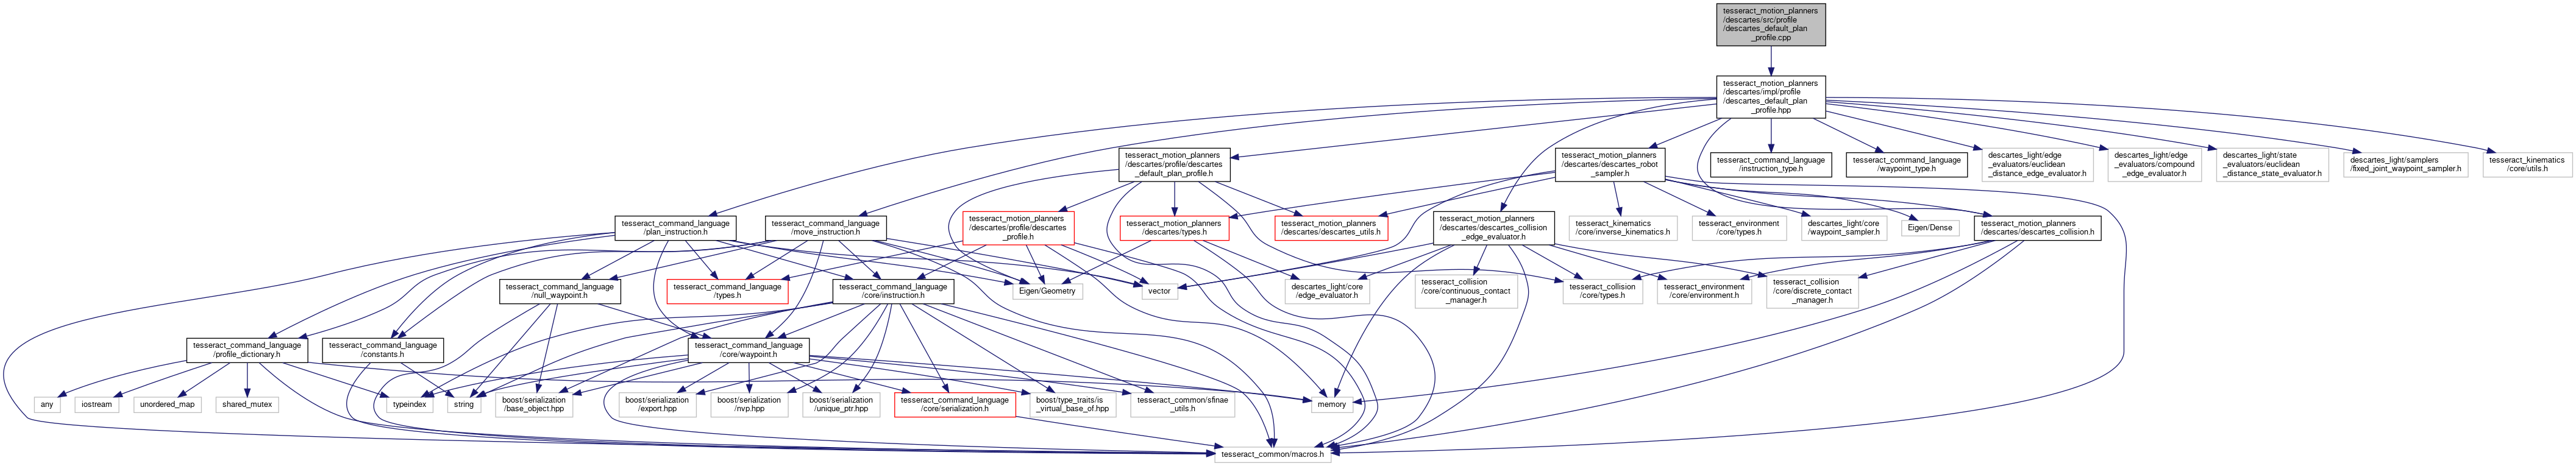 tesseract_motion_planners
/descartes/src/profile
/descartes_default_plan
_profile.cpp
tesseract_motion_planners
/descartes/impl/profile
/descartes_default_plan
_profile.hpp
tesseract_motion_planners
/descartes/profile/descartes
_default_plan_profile.h
tesseract_motion_planners
/descartes/descartes_robot
_sampler.h
tesseract_command_language
/instruction_type.h
tesseract_command_language
/waypoint_type.h
descartes_light/edge
_evaluators/euclidean
_distance_edge_evaluator.h
descartes_light/edge
_evaluators/compound
_edge_evaluator.h
descartes_light/state
_evaluators/euclidean
_distance_state_evaluator.h
descartes_light/samplers
/fixed_joint_waypoint_sampler.h
tesseract_kinematics
/core/utils.h
tesseract_command_language
/plan_instruction.h
tesseract_command_language
/move_instruction.h
tesseract_motion_planners
/descartes/profile/descartes
_profile.h
tesseract_motion_planners
/descartes/types.h
tesseract_motion_planners
/descartes/descartes_utils.h
tesseract_motion_planners
/descartes/descartes_collision
_edge_evaluator.h
tesseract_kinematics
/core/inverse_kinematics.h
tesseract_environment
/core/types.h
descartes_light/core
/waypoint_sampler.h
Eigen/Dense
tesseract_motion_planners
/descartes/descartes_collision.h
tesseract_command_language
/null_waypoint.h
tesseract_command_language
/types.h
tesseract_command_language
/core/instruction.h
Eigen/Geometry
vector
descartes_light/core
/edge_evaluator.h
tesseract_collision
/core/continuous_contact
_manager.h
tesseract_collision
/core/types.h
tesseract_environment
/core/environment.h
tesseract_collision
/core/discrete_contact
_manager.h
tesseract_command_language
/profile_dictionary.h
tesseract_command_language
/constants.h
tesseract_command_language
/core/waypoint.h
any
iostream
unordered_map
shared_mutex
typeindex
string
boost/serialization
/base_object.hpp
boost/serialization
/export.hpp
boost/serialization
/nvp.hpp
boost/serialization
/unique_ptr.hpp
tesseract_command_language
/core/serialization.h
boost/type_traits/is
_virtual_base_of.hpp
tesseract_common/sfinae
_utils.h
memory
tesseract_common/macros.h